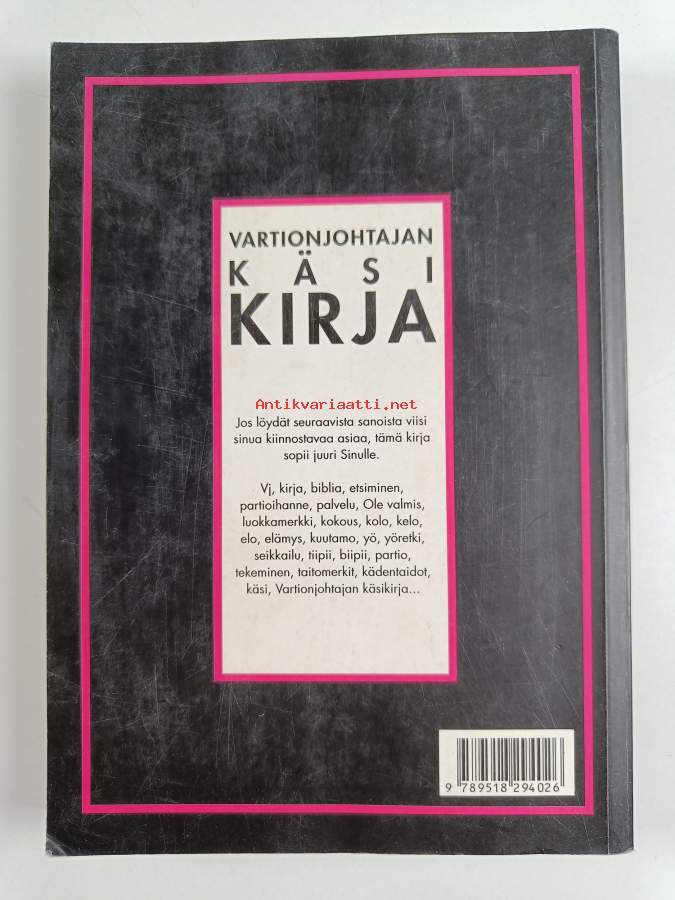 VARTIONJOHTAJAN
KÄSI
KIRJA
Antikvariaatti.net
Jos löydät seuraavista sanoista viisi
sinua kiinnostavaa asiaa, tämä kirja
sopii juuri Sinulle.
Vj, kirja, biblia, etsiminen,
partioihanne, palvelu, Ole valmis,
luokkamerkki, kokous, kolo, kelo,
elo, elämys, kuutamo, yö, yöretki,
seikkailu, tiipii, biipii, partio,
tekeminen, taitomerkit, kädentaidot,
käsi, Vartionjohtajan käsikirja...
9 789518 294026